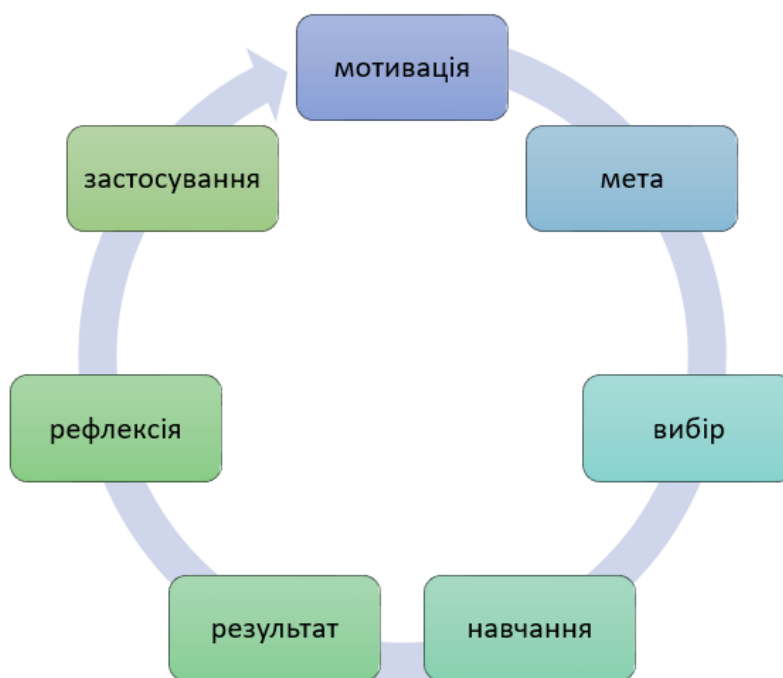 мотивація
мета
вибір
навчання
результат
рефлексія
застосування